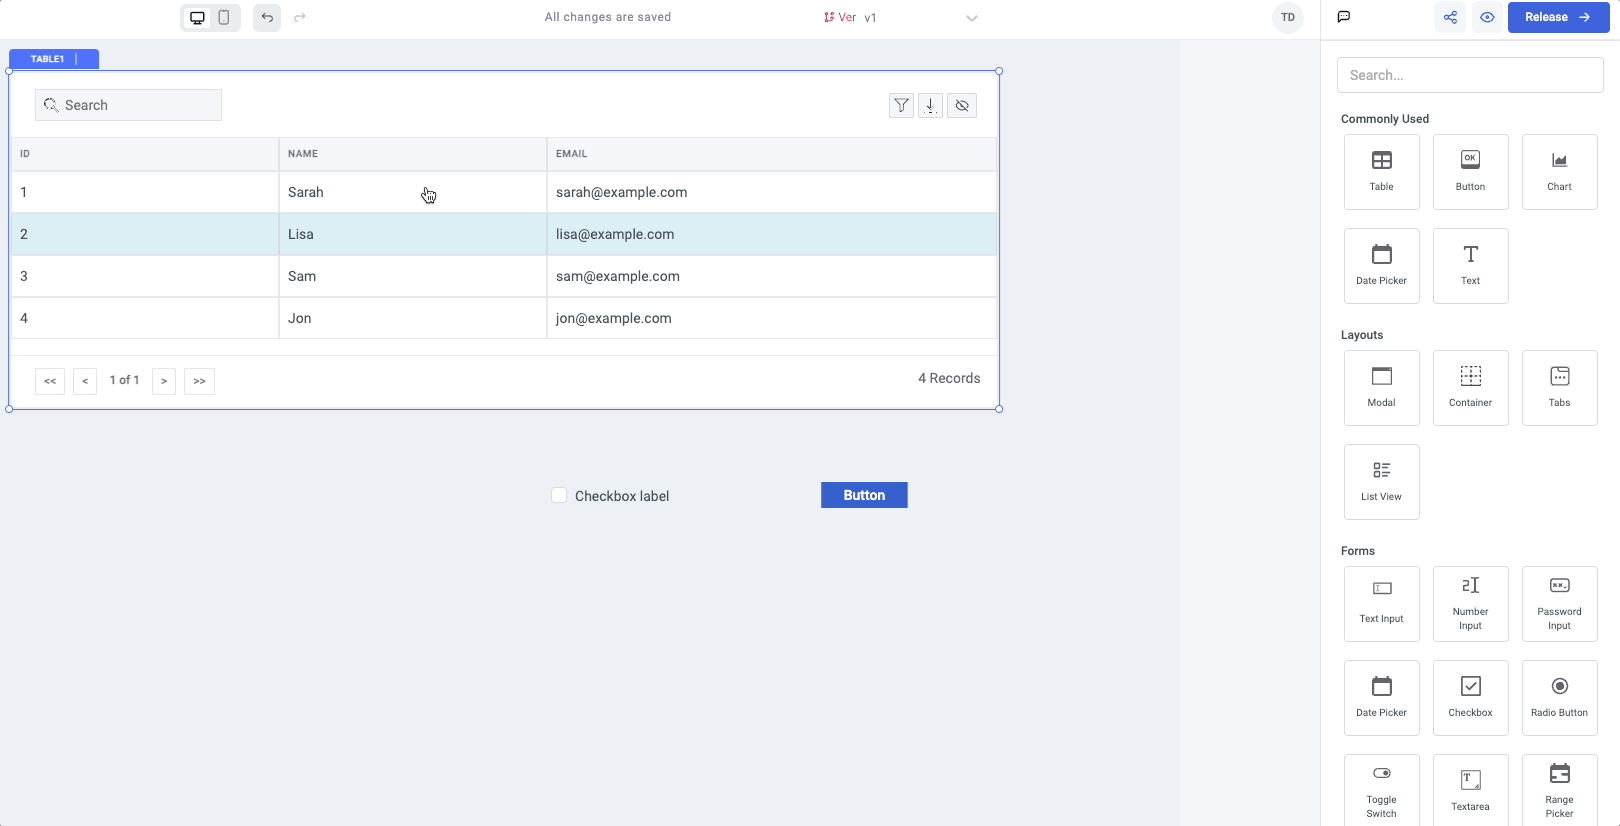 All changes are saved
Ver v1
TD
Release
TABLE1
Search
ID NAME EMAIL
1 Sarah sarah@example.com
2 Lisa lisa@example.com
3 Sam sam@example.com
4 Jon jon@example.com
<< < 1 of 1 > >>
4 Records
Checkbox label
Button
Search...
Commonly Used
Table
OK
Button
Chart
Date Picker
T
Text
Layouts
Modal
Container
Tabs
List View
Forms
Text Input
2
Number
Input
Password
Input
Date Picker
Checkbox
Radio Button
Toggle
Switch
T
Textarea
Range
Picker